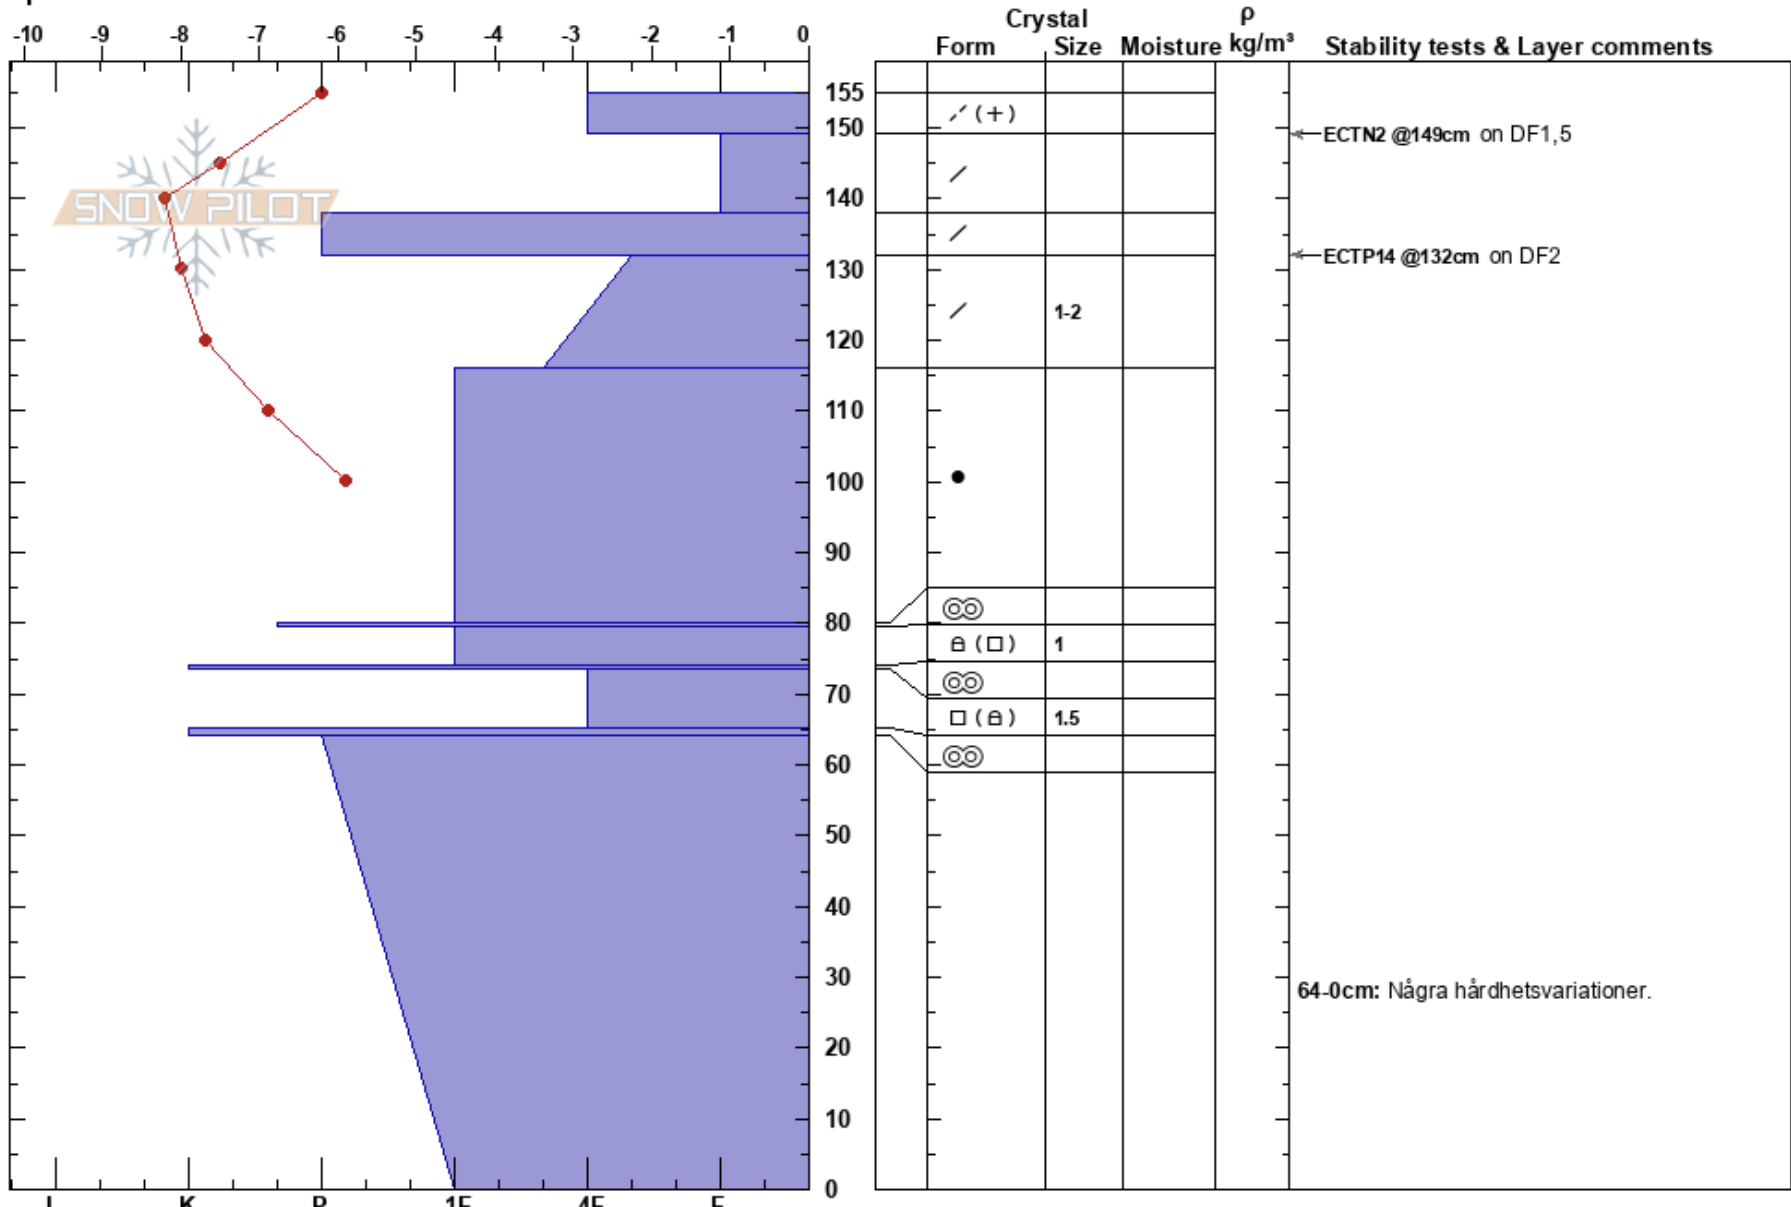 Crystal ρ
-10 -9 -8 -7 -6 -5 -4 -3 -2 -1 0 Form Size Moisture kg/m³ Stability tests & Layer comments
155
(+)
150
ECTN2 @149cm on DF1,5
SNOW PILOT
140
130
ECTP14 @132cm on DF2
1-2
120
110
100
90
80
( ) 1
70
( ) 1.5
60
50
40
30
64-0cm: Några hårdhetsvariationer.
20
10
0
I K P 1F 4F F